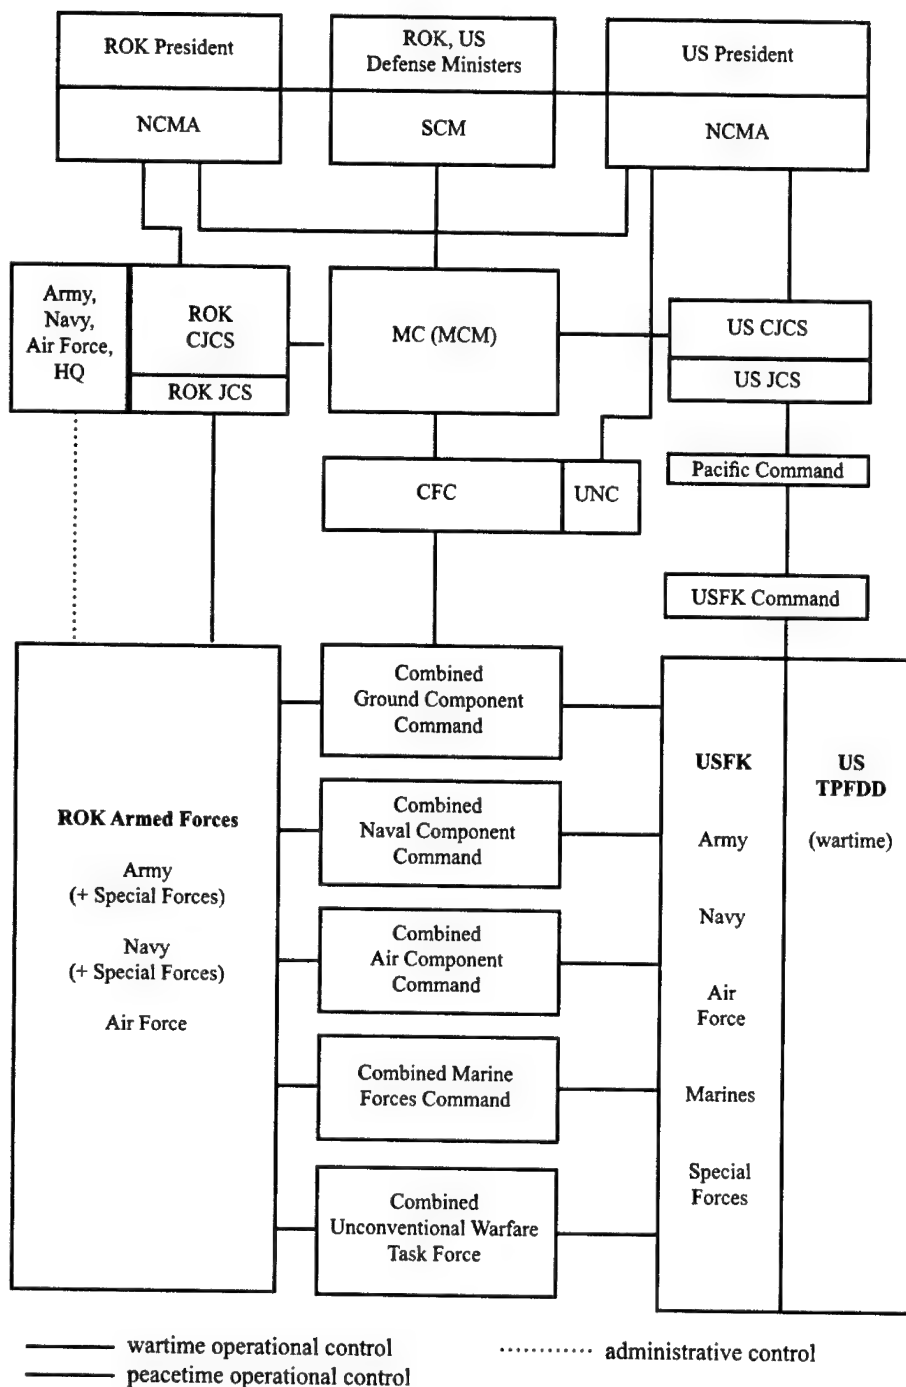 ROK President
ROK, US
Defense Ministers
US President
NCMA
SCM
NCMA
Army,
Navy,
Air Force,
HQ
ROK
CJCS
ROK JCS
MC (MCM)
US CJCS
US JCS
CFC
UNC
Pacific Command
USFK Command
Combined
Ground Component
Command
Combined
Naval Component
Command
Combined
Air Component
Command
Combined Marine
Forces Command
Combined
Unconventional Warfare
Task Force
ROK Armed Forces
Army
(+ Special Forces)
Navy
(+ Special Forces)
Air Force
USFK
Army
Navy
Air
Force
Marines
Special
Forces
US
TPFDD
(wartime)
wartime operational control
peacetime operational control
administrative control